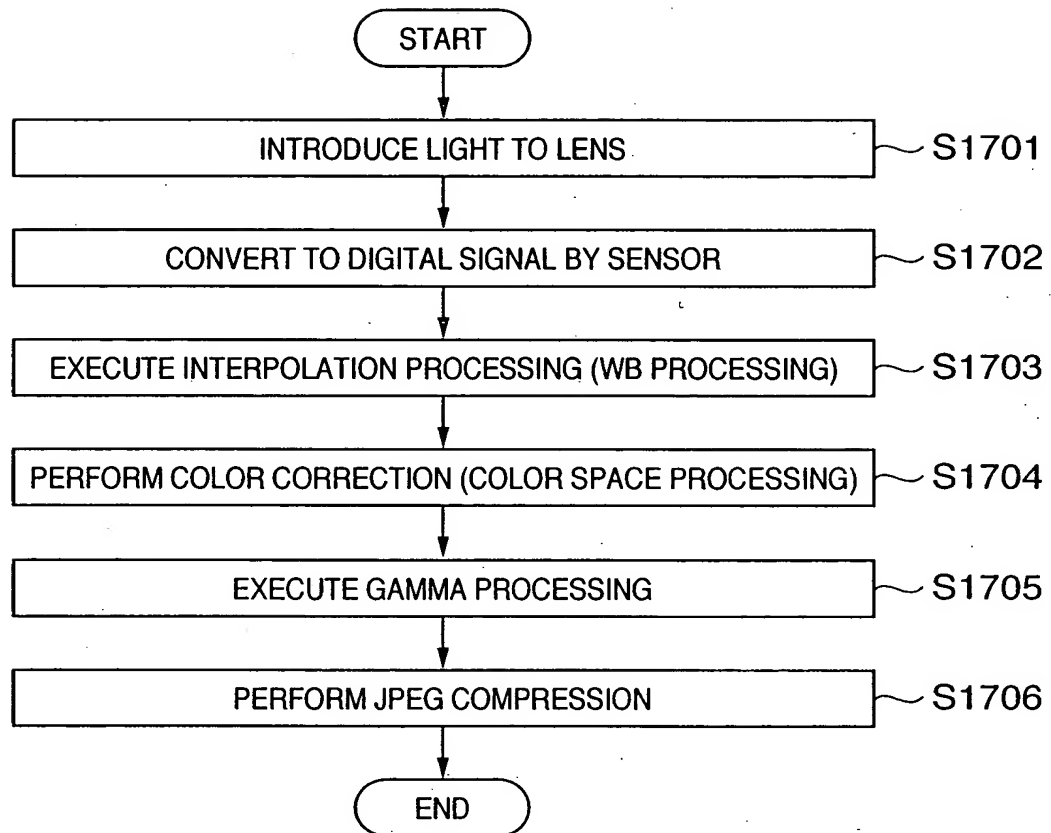 START
INTRODUCE LIGHT TO LENS
S1701
CONVERT TO DIGITAL SIGNAL BY SENSOR
S1702
EXECUTE INTERPOLATION PROCESSING (WB PROCESSING)
S1703
PERFORM COLOR CORRECTION (COLOR SPACE PROCESSING)
S1704
EXECUTE GAMMA PROCESSING
S1705
PERFORM JPEG COMPRESSION
S1706
END